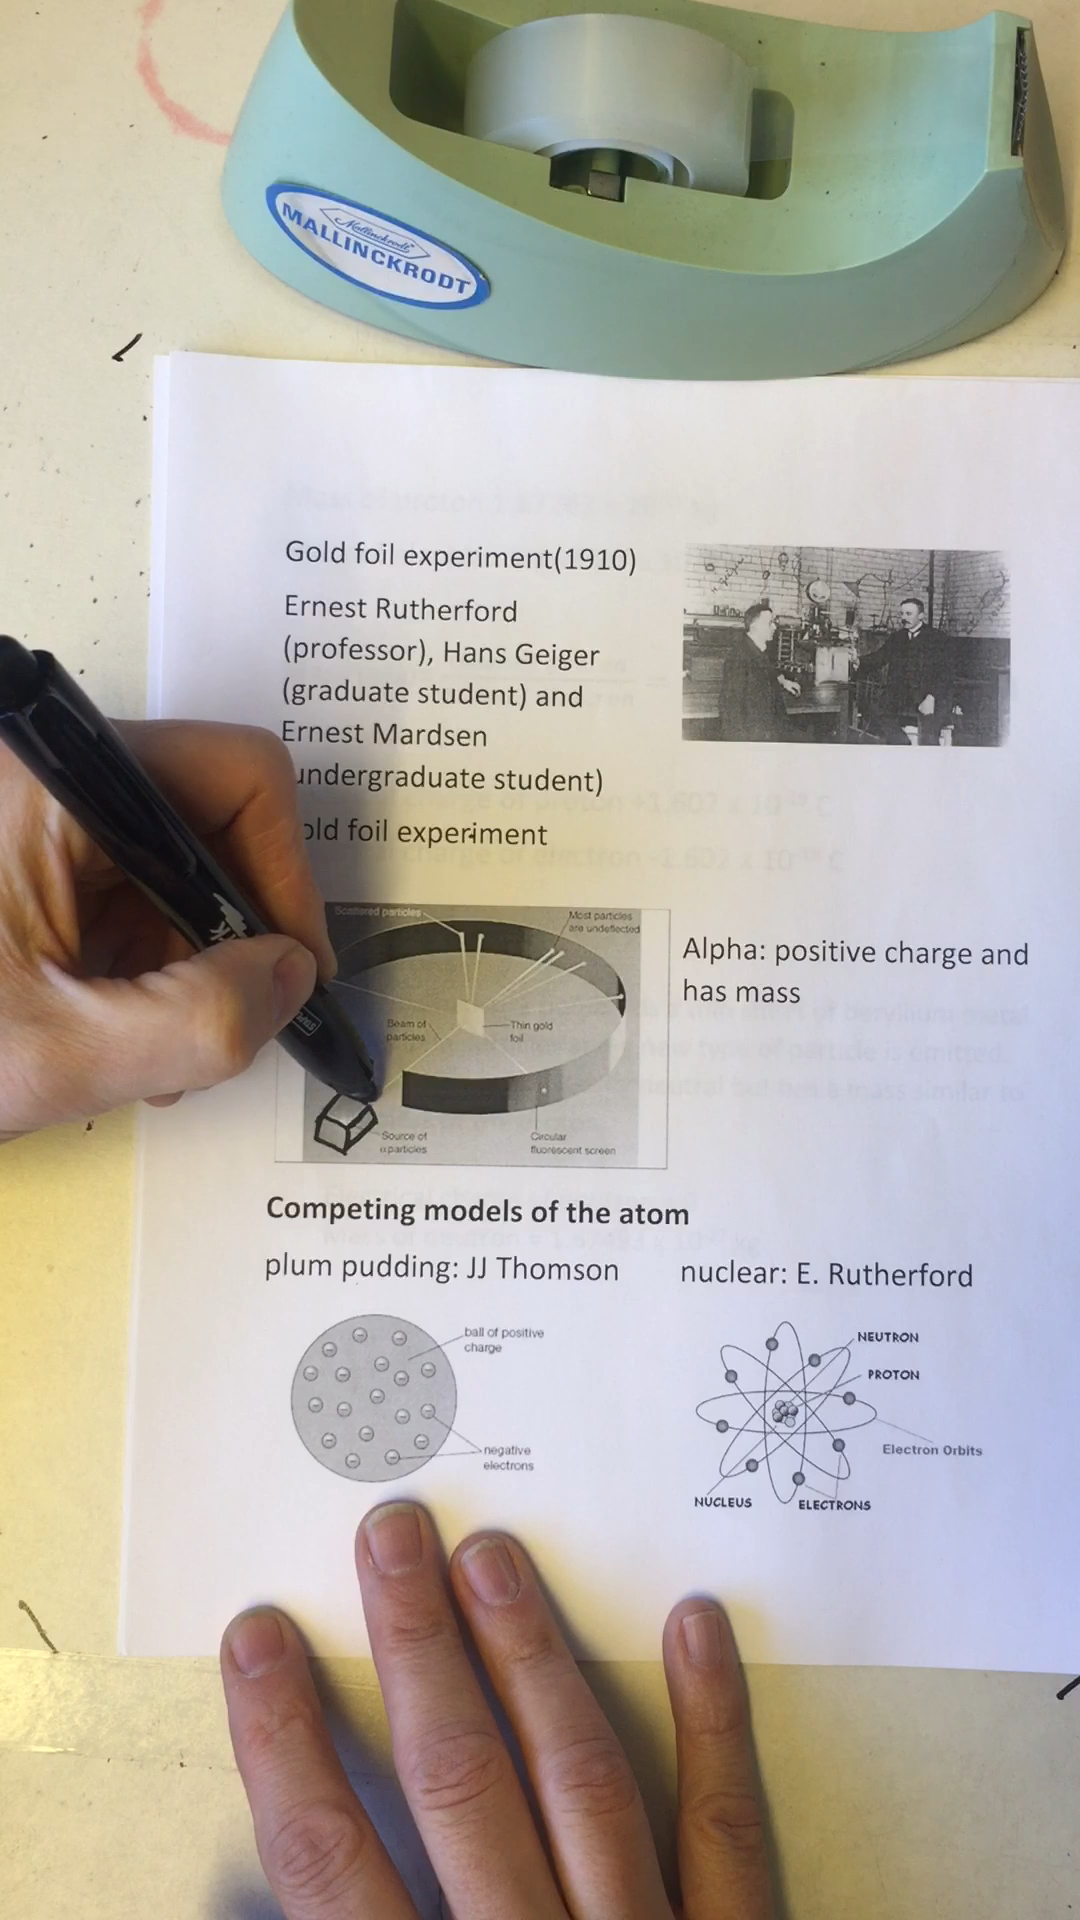 Mallinckrodt
MALLINCKRODT
Gold foil experiment(1910)
Ernest Rutherford
(professor), Hans Geiger
(graduate student) and
Ernest Mardsen
undergraduate student)
old foil experiment
Scattered particles
Most particles
are undeflected
Beam of
particles
Thin gold
foil
Source of
α particles
Circular
fluorescent screen
Alpha: positive charge and
has mass
Competing models of the atom
plum pudding: JJ Thomson
nuclear: E. Rutherford
ball of positive
charge
negative
electrons
NEUTRON
PROTON
Electron Orbits
NUCLEUS
ELECTRONS